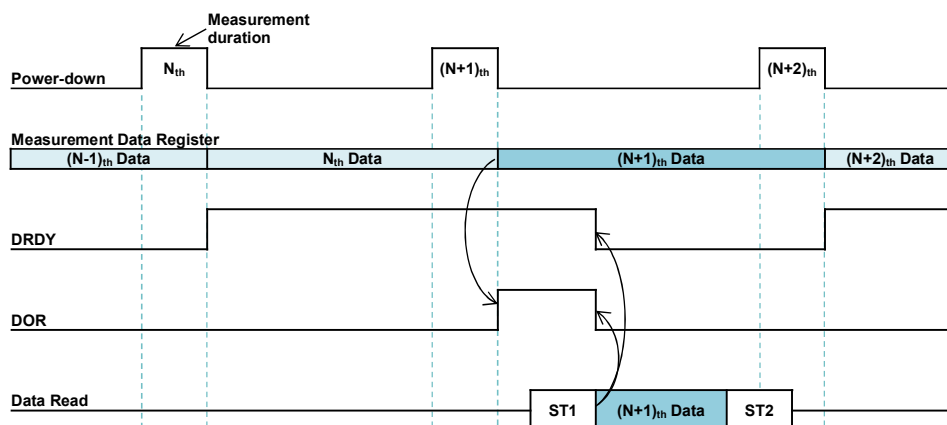 Measurement
duration
Power-down
Nth
(N+1)th
(N+2)th
Measurement Data Register
(N-1)th Data
Nth Data
(N+1)th Data
(N+2)th Data
DRDY
DOR
Data Read
ST1
(N+1)th Data
ST2